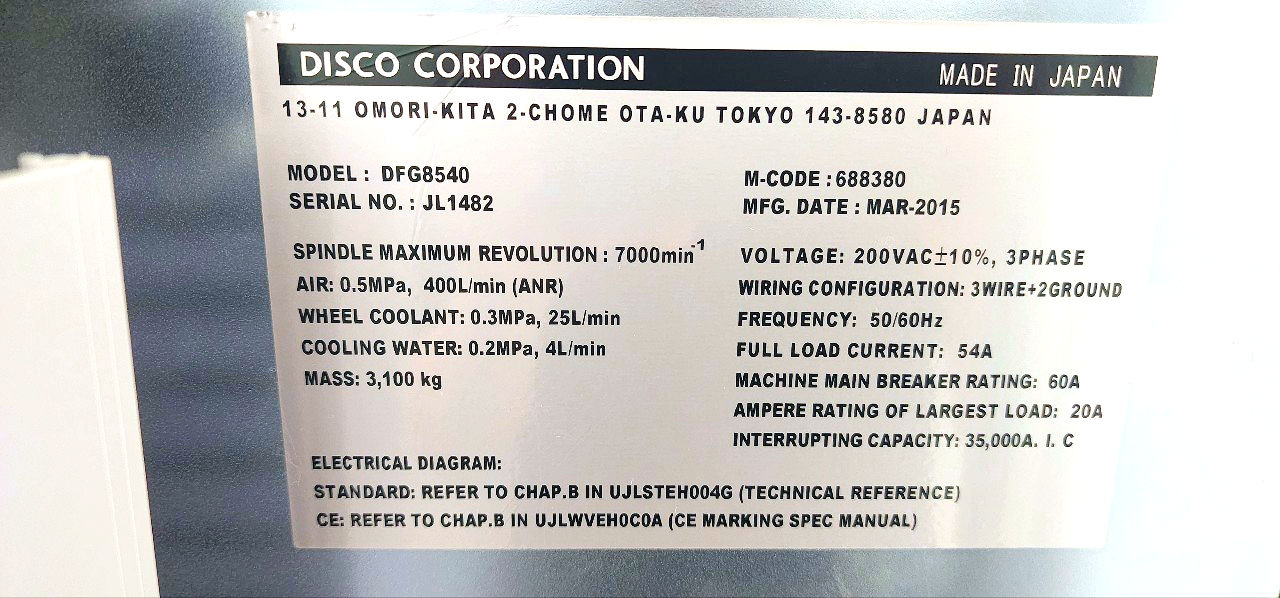 DISCO CORPORATION MADE IN JAPAN
13-11 OMORI-KITA 2-CHOME OTA-KU TOKYO 143-8580 JAPAN
MODEL : DFG8540
SERIAL NO. : JL1482
M-CODE : 688380
MFG. DATE : MAR-2015
SPINDLE MAXIMUM REVOLUTION : 7000min⁻¹
AIR: 0.5MPa, 400L/min (ANR)
WHEEL COOLANT: 0.3MPa, 25L/min
COOLING WATER: 0.2MPa, 4L/min
MASS: 3,100 kg
VOLTAGE: 200VAC±10%, 3PHASE
WIRING CONFIGURATION: 3WIRE+2GROUND
FREQUENCY: 50/60Hz
FULL LOAD CURRENT: 54A
MACHINE MAIN BREAKER RATING: 60A
AMPERE RATING OF LARGEST LOAD: 20A
INTERRUPTING CAPACITY: 35,000A. I. C
ELECTRICAL DIAGRAM:
STANDARD: REFER TO CHAP.B IN UJLSTEH004G (TECHNICAL REFERENCE)
CE: REFER TO CHAP.B IN UJLWVEH0C0A (CE MARKING SPEC MANUAL)